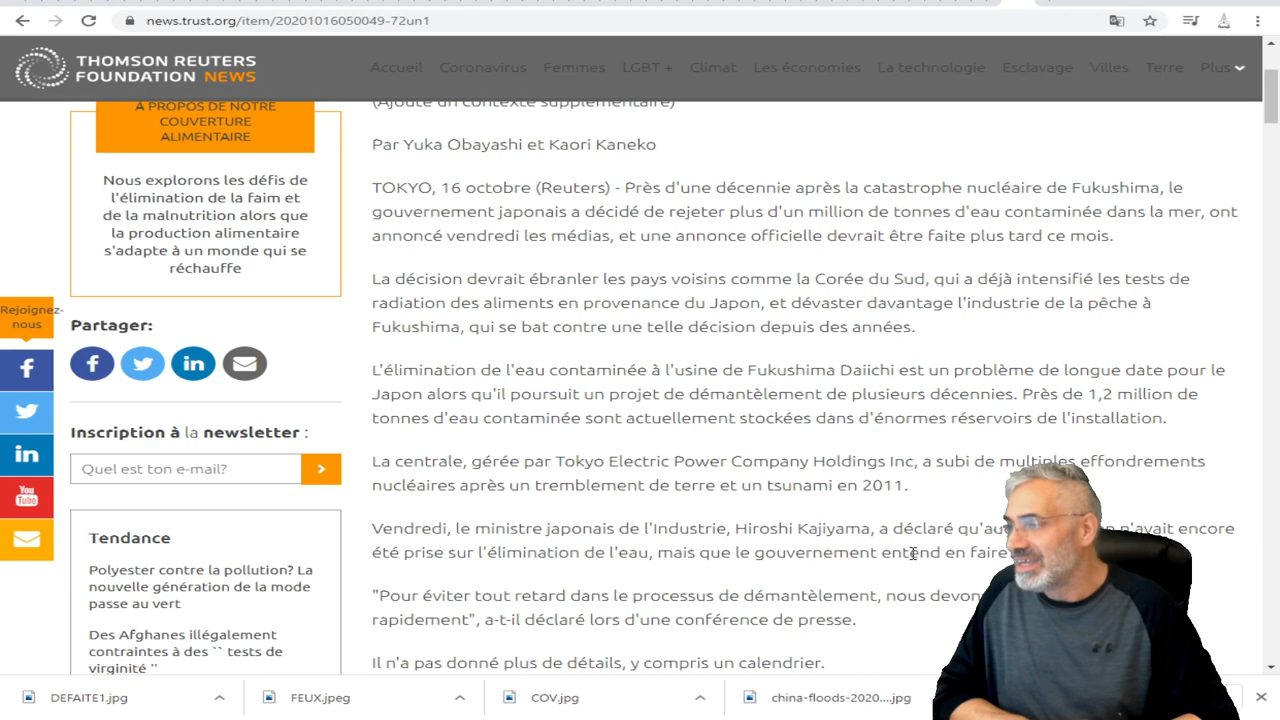 news.trust.org/item/20201016050049-72un1
THOMSON REUTERS
FOUNDATION NEWS
Accueil Coronavirus Femmes LGBT + Climat Les économies La technologie Esclavage Villes Terre Plus
À PROPOS DE NOTRE
COUVERTURE
ALIMENTAIRE
Nous explorons les défis de
l'élimination de la faim et
de la malnutrition alors que
la production alimentaire
s'adapte à un monde qui se
réchauffe
Rejoignez-
nous
Partager:
Inscription à la newsletter :
Quel est ton e-mail?
Tendance
Polyester contre la pollution? La
nouvelle génération de la mode
passe au vert
Des Afghanes illégalement
contraintes à des `` tests de
virginité ''
(Ajoute un contexte supplémentaire)
Par Yuka Obayashi et Kaori Kaneko
TOKYO, 16 octobre (Reuters) - Près d'une décennie après la catastrophe nucléaire de Fukushima, le
gouvernement japonais a décidé de rejeter plus d'un million de tonnes d'eau contaminée dans la mer, ont
annoncé vendredi les médias, et une annonce officielle devrait être faite plus tard ce mois.
La décision devrait ébranler les pays voisins comme la Corée du Sud, qui a déjà intensifié les tests de
radiation des aliments en provenance du Japon, et dévaster davantage l'industrie de la pêche à
Fukushima, qui se bat contre une telle décision depuis des années.
L'élimination de l'eau contaminée à l'usine de Fukushima Daiichi est un problème de longue date pour le
Japon alors qu'il poursuit un projet de démantèlement de plusieurs décennies. Près de 1,2 million de
tonnes d'eau contaminée sont actuellement stockées dans d'énormes réservoirs de l'installation.
La centrale, gérée par Tokyo Electric Power Company Holdings Inc, a subi de multiples effondrements
nucléaires après un tremblement de terre et un tsunami en 2011.
Vendredi, le ministre japonais de l'Industrie, Hiroshi Kajiyama, a déclaré n'avait encore
été prise sur l'élimination de l'eau, mais que le gouvernement entend en faire
"Pour éviter tout retard dans le processus de démantèlement, nous
rapidement", a-t-il déclaré lors d'une conférence de presse.
Il n'a pas donné plus de détails, y compris un calendrier.
DEFAITE1.jpg FEUX.jpeg COV.jpg china-floods-2020....jpg